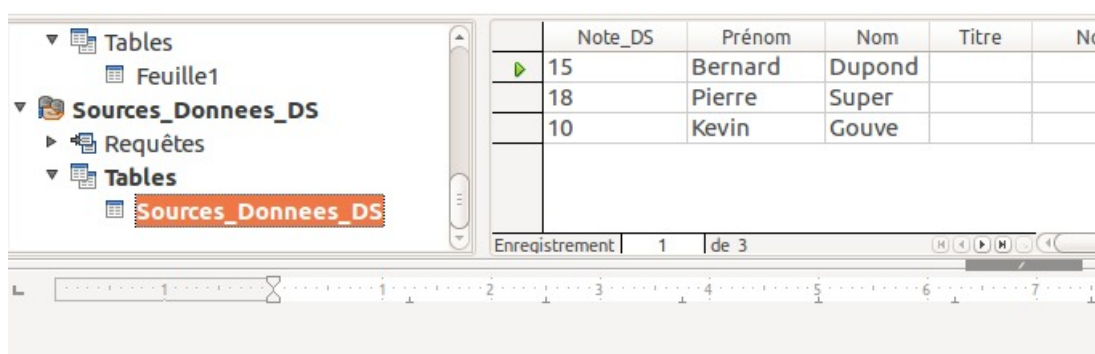 Tables
Feuille1
Sources_Donnees_DS
Requêtes
Tables
Sources_Donnees_DS
Note_DS Prénom Nom Titre
15 Bernard Dupond
18 Pierre Super
10 Kevin Gouve
Enregistrement 1 de 3
1 1 2 3 4 5 6 7